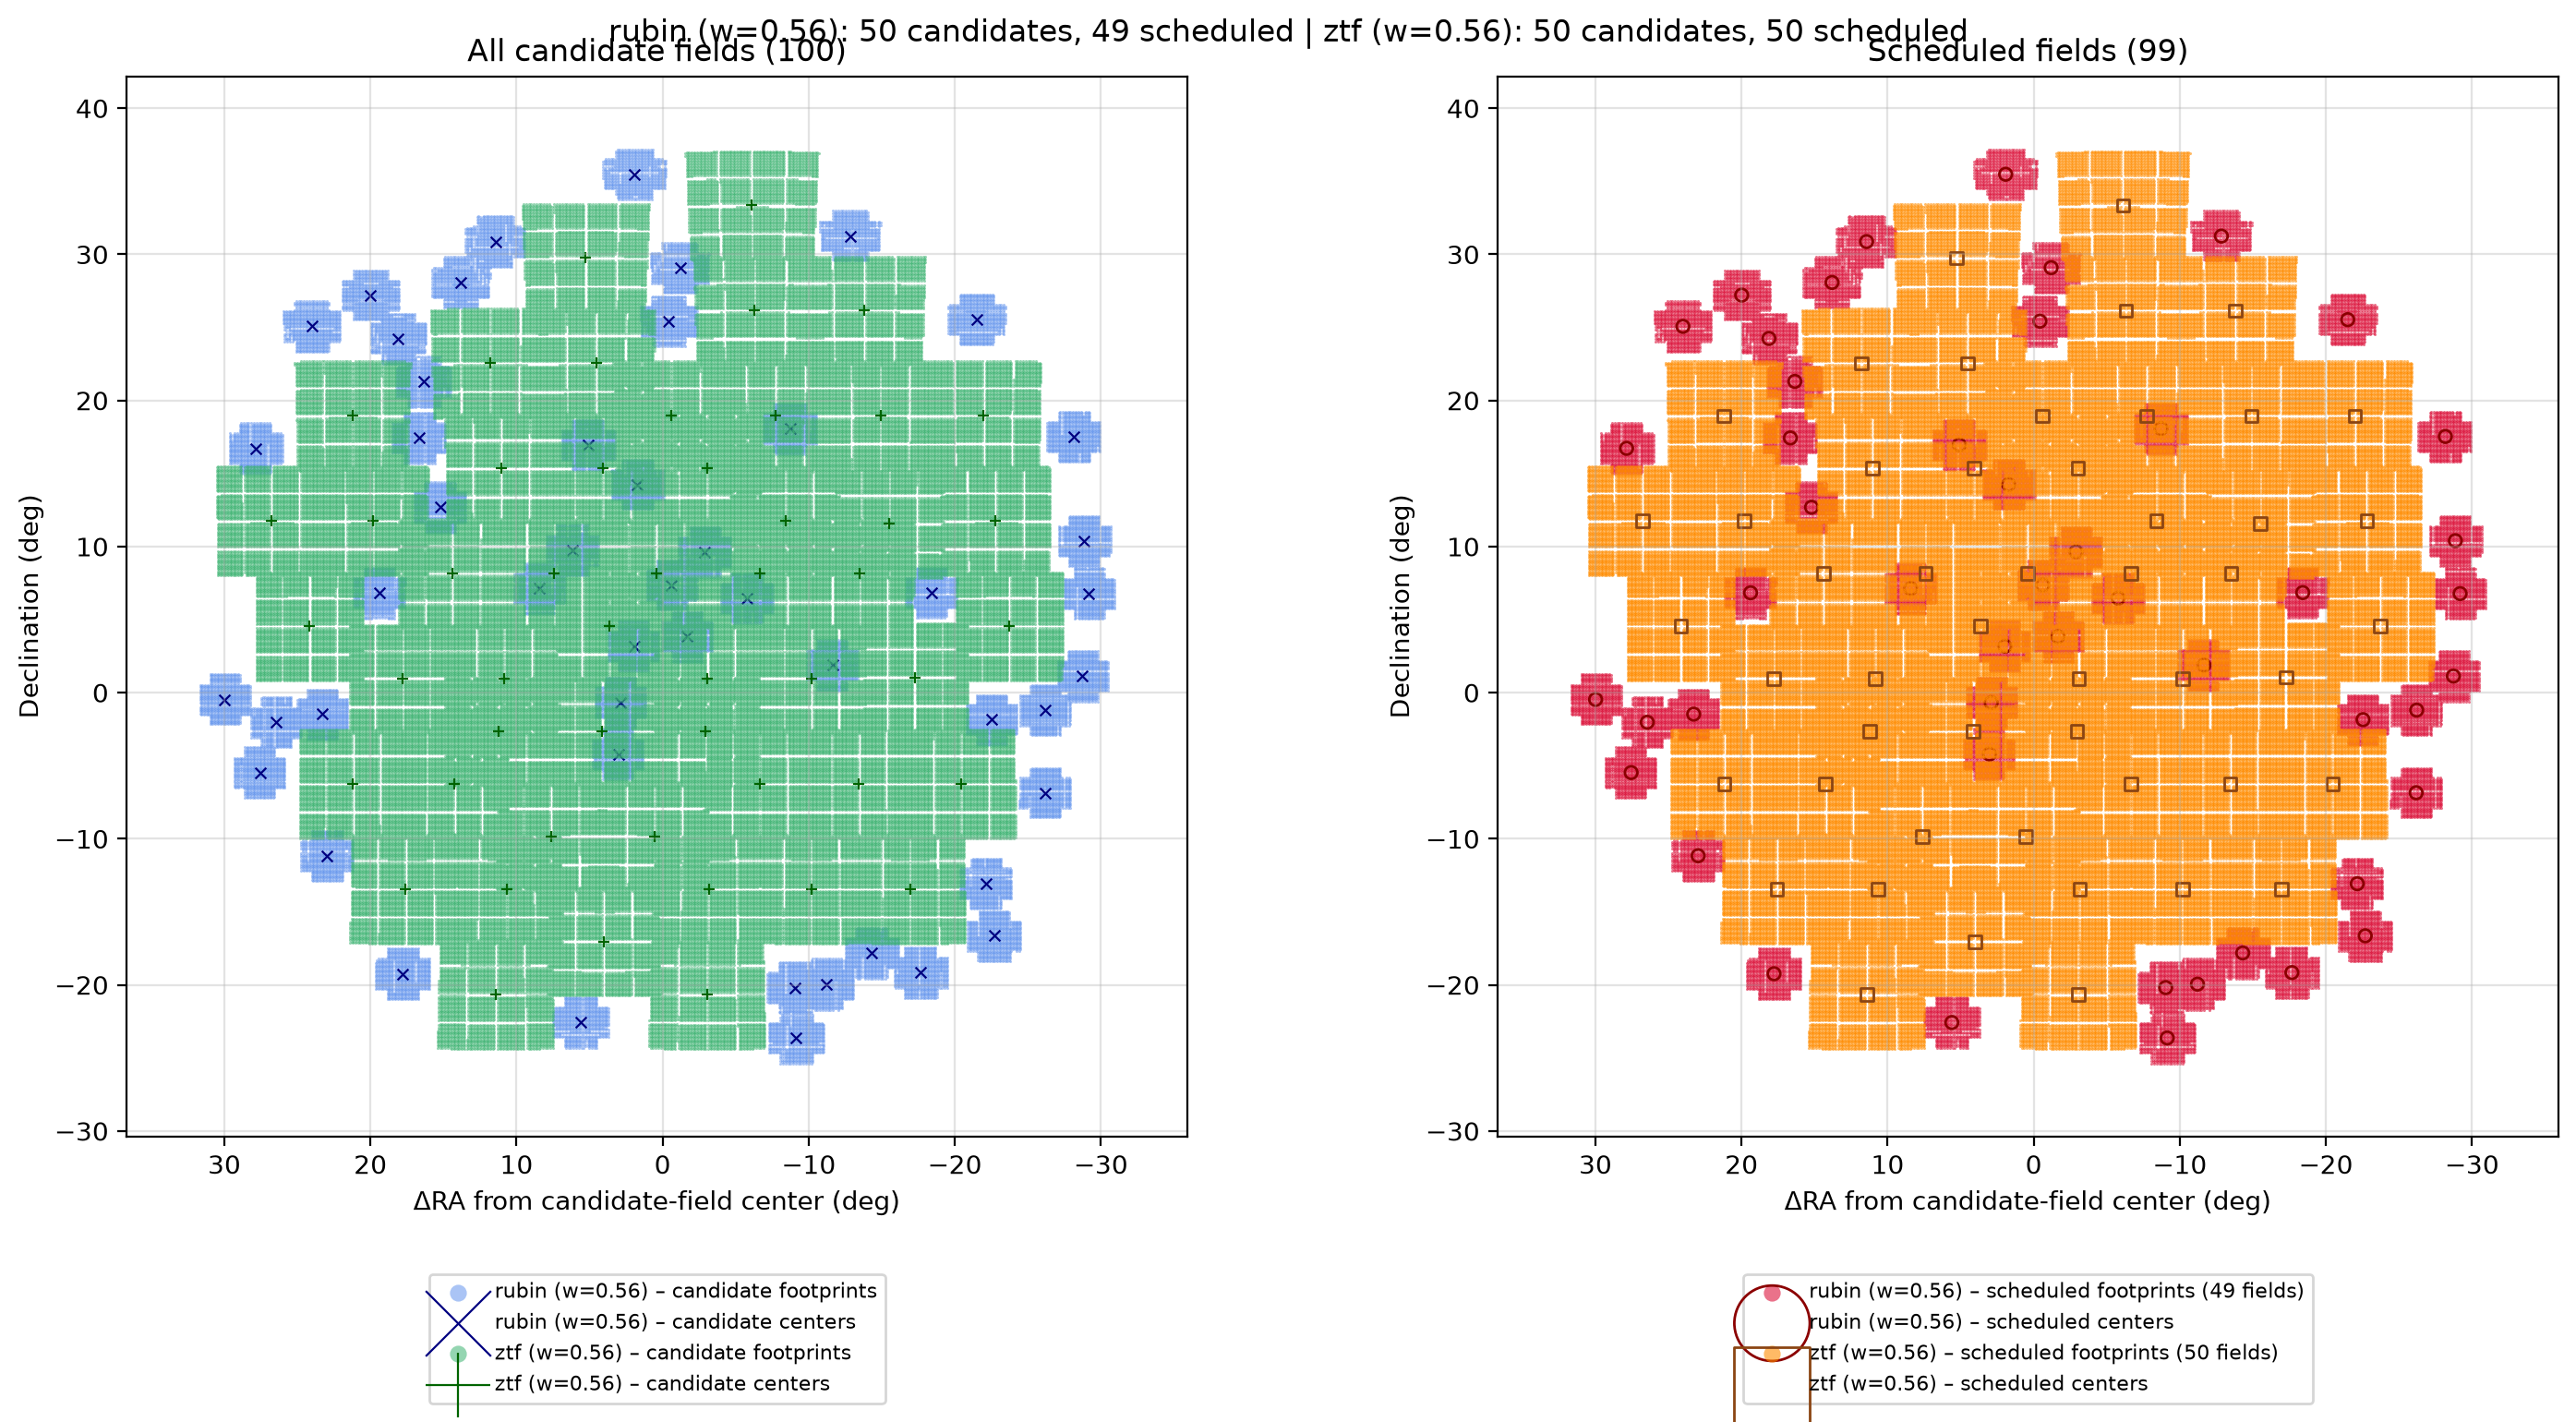 rubin (w=0.56): 50 candidates, 49 scheduled | ztf (w=0.56): 50 candidates, 50 scheduled
All candidate fields (100)
Declination (deg)
40
30
20
10
0
−10
−20
−30
30 20 10 0 −10 −20 −30
ΔRA from candidate-field center (deg)
rubin (w=0.56) – candidate footprints
rubin (w=0.56) – candidate centers
ztf (w=0.56) – candidate footprints
ztf (w=0.56) – candidate centers
Scheduled fields (99)
Declination (deg)
40
30
20
10
0
−10
−20
−30
30 20 10 0 −10 −20 −30
ΔRA from candidate-field center (deg)
rubin (w=0.56) – scheduled footprints (49 fields)
rubin (w=0.56) – scheduled centers
ztf (w=0.56) – scheduled footprints (50 fields)
ztf (w=0.56) – scheduled centers